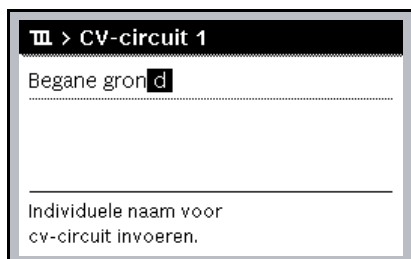 > CV-circuit 1
Begane grond
Individuele naam voor
cv-circuit invoeren.